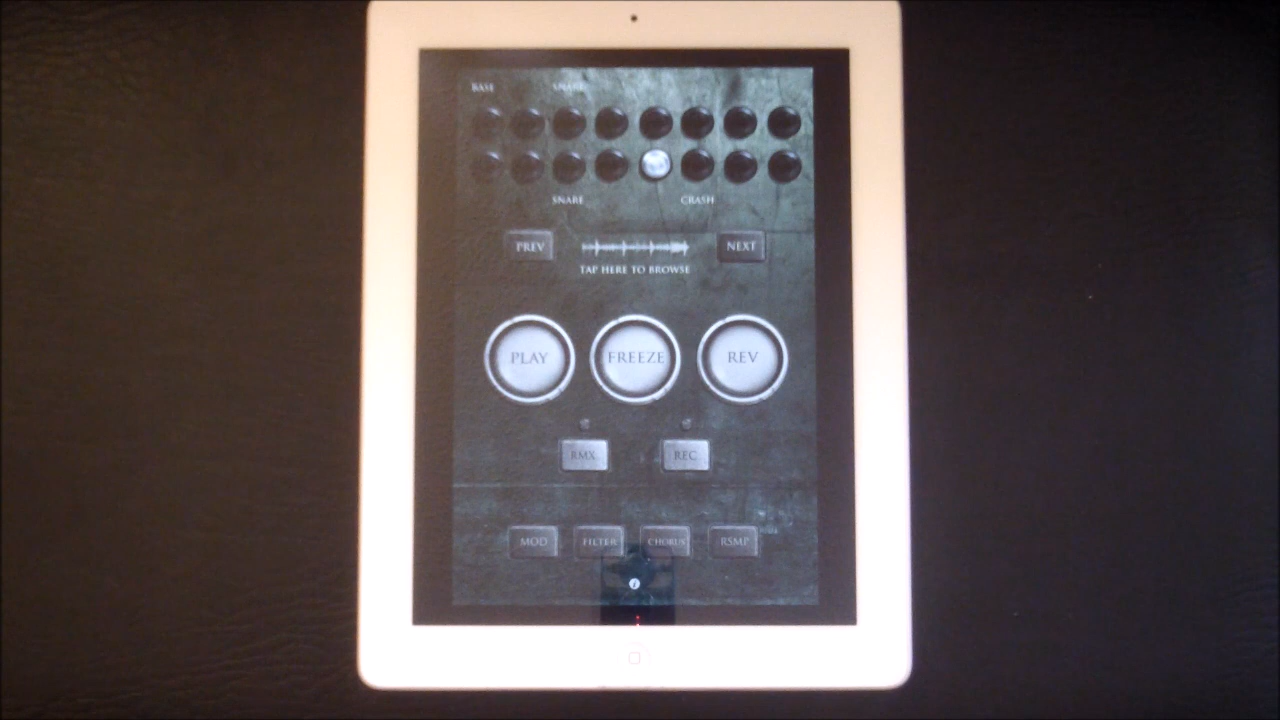 BASE SNARE
SNARE CRASH
PREV NEXT
TAP HERE TO BROWSE
PLAY FREEZE REV
RMX REC
MOD FILTER CHORUS RSMP
i